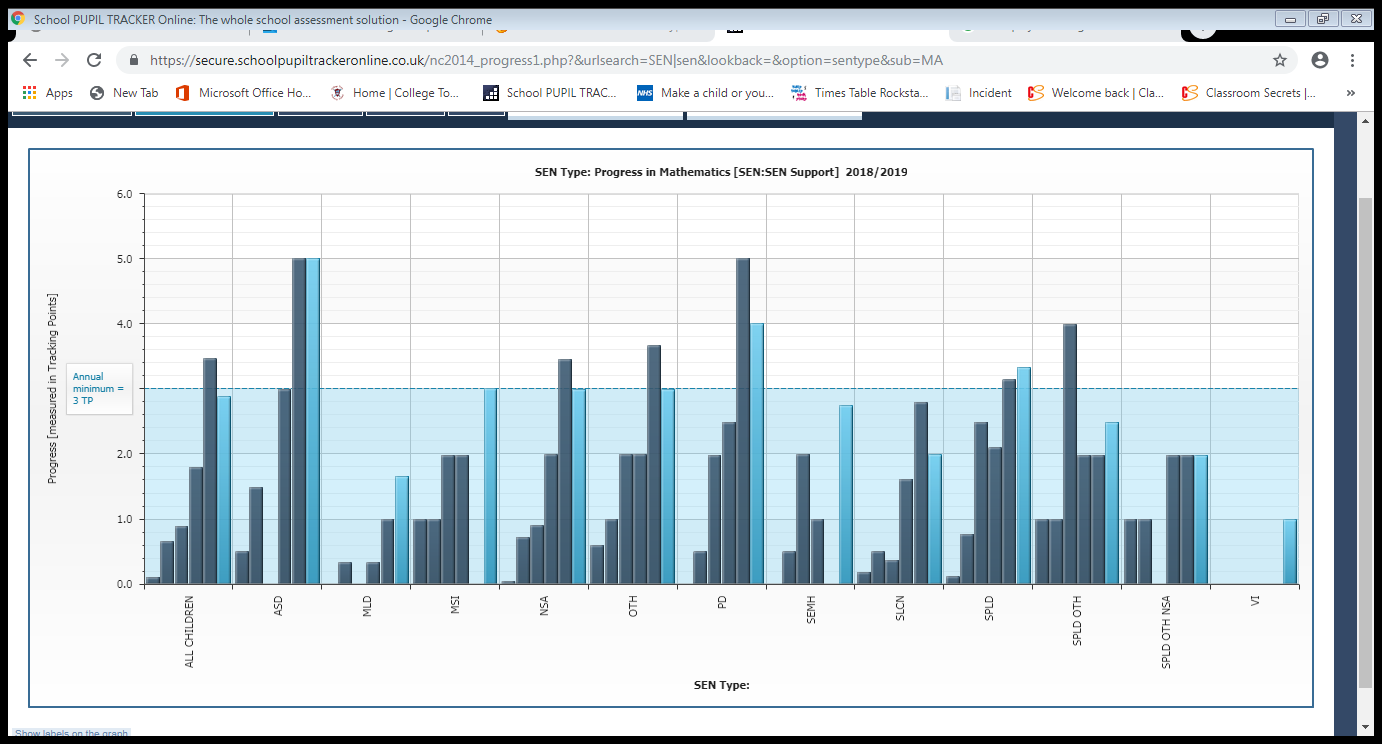 School PUPIL TRACKER Online: The whole school assessment solution - Google Chrome
https://secure.schoolpupiltrackeronline.co.uk/nc2014_progress1.php?&urlsearch=SEN|sen&lookback=&option=sentype&sub=MA
Apps New Tab Microsoft Office Ho... Home | College To... School PUPIL TRAC... NHS Make a child or you... Times Table Rocksta... Incident Welcome back | Cla... Classroom Secrets |... »
SEN Type: Progress in Mathematics [SEN:SEN Support] 2018/2019
Progress [measured in Tracking Points]
6.0
5.0
4.0
Annual
minimum =
3 TP
2.0
1.0
0.0
ALL CHILDREN
ASD
MLD
MSI
NSA
OTH
PD
SEMH
SLCN
SPLD
SPLD OTH
SPLD OTH NSA
VI
SEN Type:
Show labels on the graph